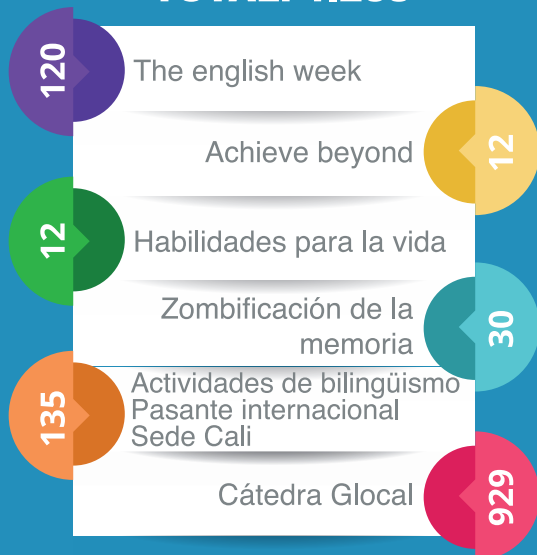 120
The english week
Achieve beyond
12
12
Habilidades para la vida
Zombificación de la
memoria
30
135
Actividades de bilingüismo
Pasante internacional
Sede Cali
Cátedra Glocal
929